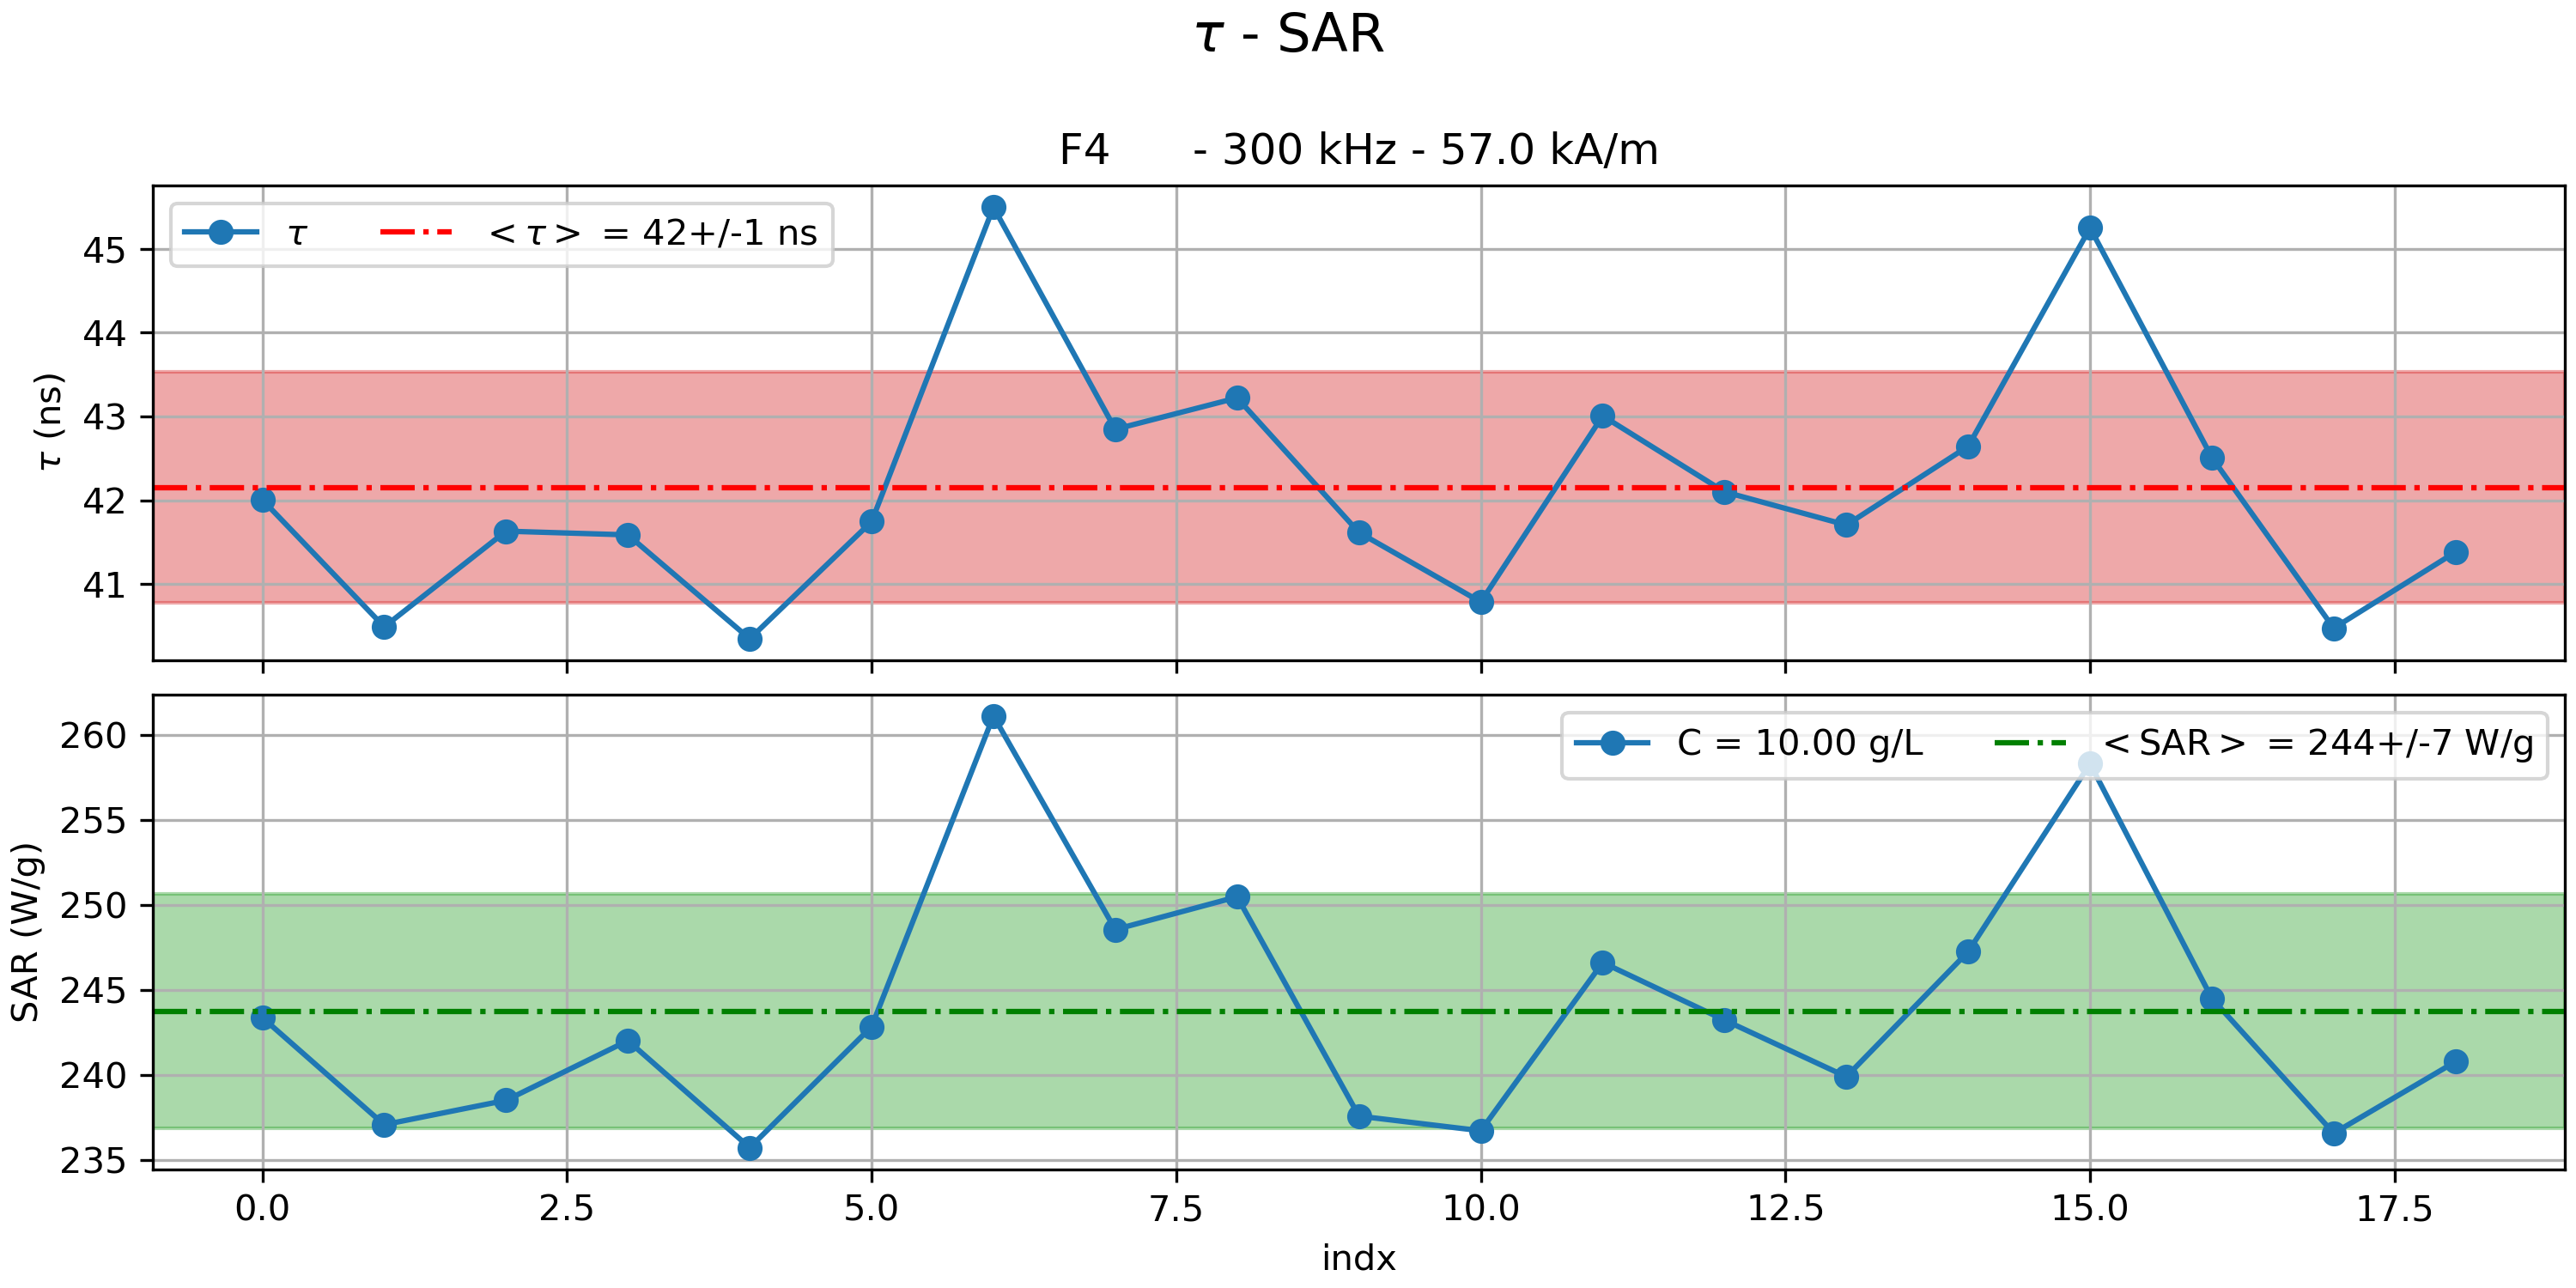 τ - SAR
F4      - 300 kHz - 57.0 kA/m
τ
<τ> = 42+/-1 ns
τ (ns)
45
44
43
42
41
C = 10.00 g/L
<SAR> = 244+/-7 W/g
SAR (W/g)
260
255
250
245
240
235
0.0 2.5 5.0 7.5 10.0 12.5 15.0 17.5
indx